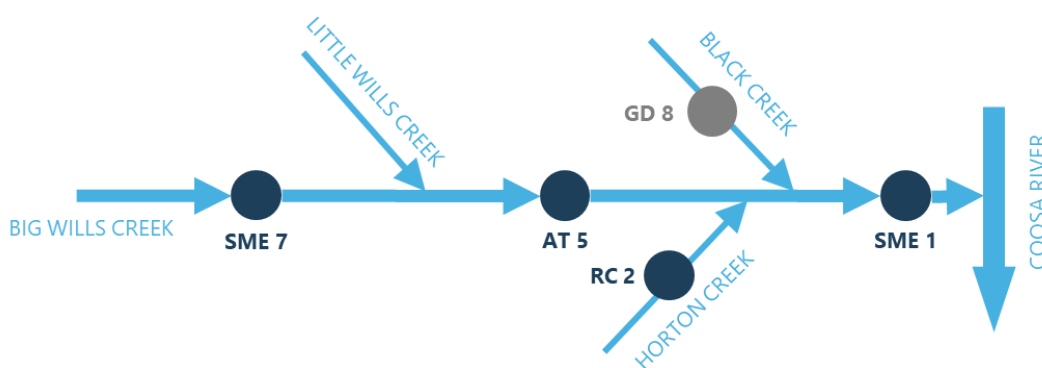 LITTLE WILLS CREEK
BLACK CREEK
GD 8
COOSA RIVER
BIG WILLS CREEK
SME 7
AT 5
SME 1
RC 2
HORTON CREEK